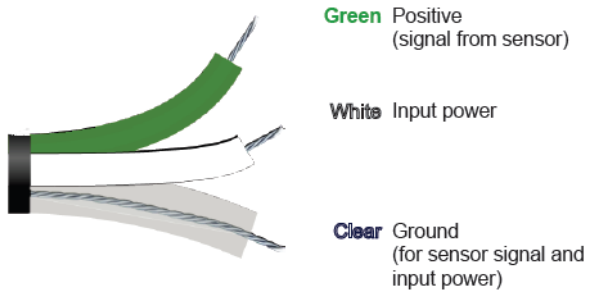 Green Positive
(signal from sensor)
White Input power
Clear Ground
(for sensor signal and
input power)